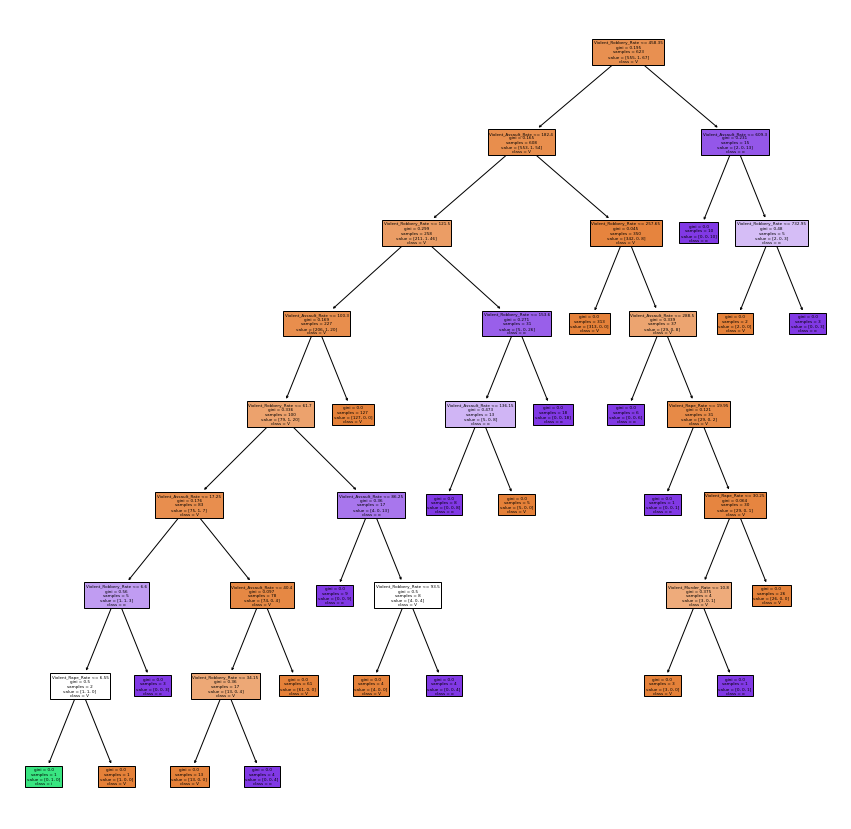 Violent_Robbery_Rate <= 458.35
gini = 0.196
samples = 623
value = [555, 1, 67]
class = V
Violent_Assault_Rate <= 182.4
gini = 0.165
samples = 608
value = [553, 1, 54]
class = V
Violent_Assault_Rate <= 609.3
gini = 0.231
samples = 15
value = [2, 0, 13]
class = o
Violent_Robbery_Rate <=
gini = 0.299
samples = 258
value = [211, 1, 46]
class = V
Violent_Robbery_Rate <= 257.65
gini = 0.045
samples = 350
value = [342, 0, 8]
class = V
gini = 0.0
samples = 10
value = [0, 0, 10]
class = o
Violent_Robbery_Rate <= 732.95
gini = 0.48
samples = 5
value = [2, 0, 3]
class = o
Violent_Assault_Rate <= 100.3
gini = 0.169
samples = 227
value = [206, 1, 20]
class = V
Violent_Robbery_Rate <= 153.6
gini = 0.271
samples = 31
value = [5, 0, 26]
class = o
gini = 0.0
samples = 313
value = [313, 0, 0]
class = V
Violent_Assault_Rate <= 288.5
gini = 0.339
samples = 37
value = [29, 0, 8]
class = V
gini = 0.0
samples = 2
value = [2, 0, 0]
class = V
gini = 0.0
samples = 3
value = [0, 0, 3]
class = o
Violent_Robbery_Rate <= 61.7
gini = 0.336
samples = 100
value = [79, 1, 20]
class = V
gini = 0.0
samples = 127
value = [127, 0, 0]
class = V
Violent_Assault_Rate <= 136.15
gini = 0.473
samples = 13
value = [5, 0, 8]
class = o
gini = 0.0
samples = 18
value = [0, 0, 18]
class = o
gini = 0.0
samples = 6
value = [0, 0, 6]
class = o
Violent_Rape_Rate <= 19.95
gini = 0.121
samples = 31
value = [29, 0, 2]
class = V
Violent_Assault_Rate <= 17.25
gini = 0.176
samples = 83
value = [75, 1, 7]
class = V
Violent_Assault_Rate <= 86.25
gini = 0.36
samples = 17
value = [4, 0, 13]
class = o
gini = 0.0
samples = 8
value = [0, 0, 8]
class = o
gini = 0.0
samples = 5
value = [5, 0, 0]
class = V
gini = 0.0
samples = 1
value = [0, 0, 1]
class = o
Violent_Rape_Rate <= 30.25
gini = 0.064
samples = 30
value = [29, 0, 1]
class = V
Violent_Robbery_Rate <= 6.6
gini = 0.56
samples = 5
value = [1, 1, 3]
class = o
Violent_Assault_Rate <= 40.4
gini = 0.097
samples = 78
value = [74, 0, 4]
class = V
gini = 0.0
samples = 9
value = [0, 0, 9]
class = o
Violent_Robbery_Rate <= 93.5
gini = 0.5
samples = 8
value = [4, 0, 4]
class = V
Violent_Murder_Rate <= 10.8
gini = 0.375
samples = 4
value = [3, 0, 1]
class = V
gini = 0.0
samples = 26
value = [26, 0, 0]
class = V
Violent_Rape_Rate <= 6.55
gini = 0.5
samples = 2
value = [1, 1, 0]
class = V
gini = 0.0
samples = 3
value = [0, 0, 3]
class = o
Violent_Robbery_Rate <= 34.15
gini = 0.36
samples = 17
value = [13, 0, 4]
class = V
gini = 0.0
samples = 61
value = [61, 0, 0]
class = V
gini = 0.0
samples = 4
value = [4, 0, 0]
class = V
gini = 0.0
samples = 4
value = [0, 0, 4]
class = o
gini = 0.0
samples = 3
value = [3, 0, 0]
class = V
gini = 0.0
samples = 1
value = [0, 0, 1]
class = o
gini = 0.0
samples = 1
value = [0, 1, 0]
class = i
gini = 0.0
samples = 1
value = [1, 0, 0]
class = V
gini = 0.0
samples = 13
value = [13, 0, 0]
class = V
gini = 0.0
samples = 4
value = [0, 0, 4]
class = o